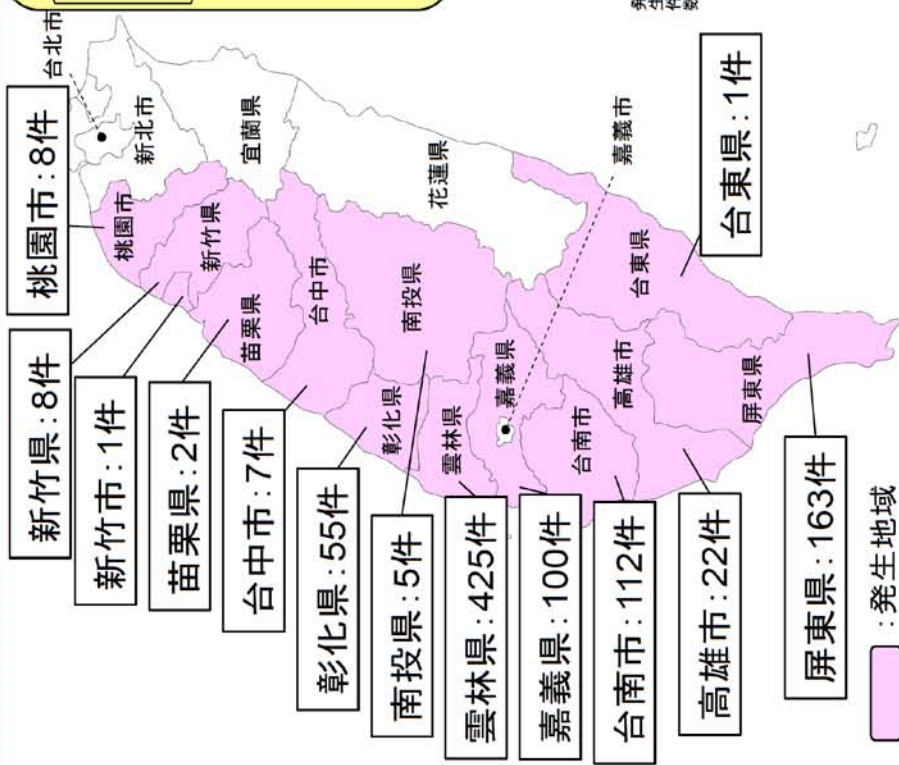 台北市
発生件数
桃園市：8件
新竹県：8件
新竹市：1件
苗栗県：2件
台中市：7件
彰化県：55件
南投県：5件
雲林県：425件
嘉義県：100件
台南市：112件
高雄市：22件
屏東県：163件
台東県：1件
新北市
桃園市
宜蘭県
新竹県
苗栗県
台中市
花蓮県
南投県
彰化県
雲林県
嘉義県
嘉義市
台南市
高雄市
台東県
屏東県
：発生地域